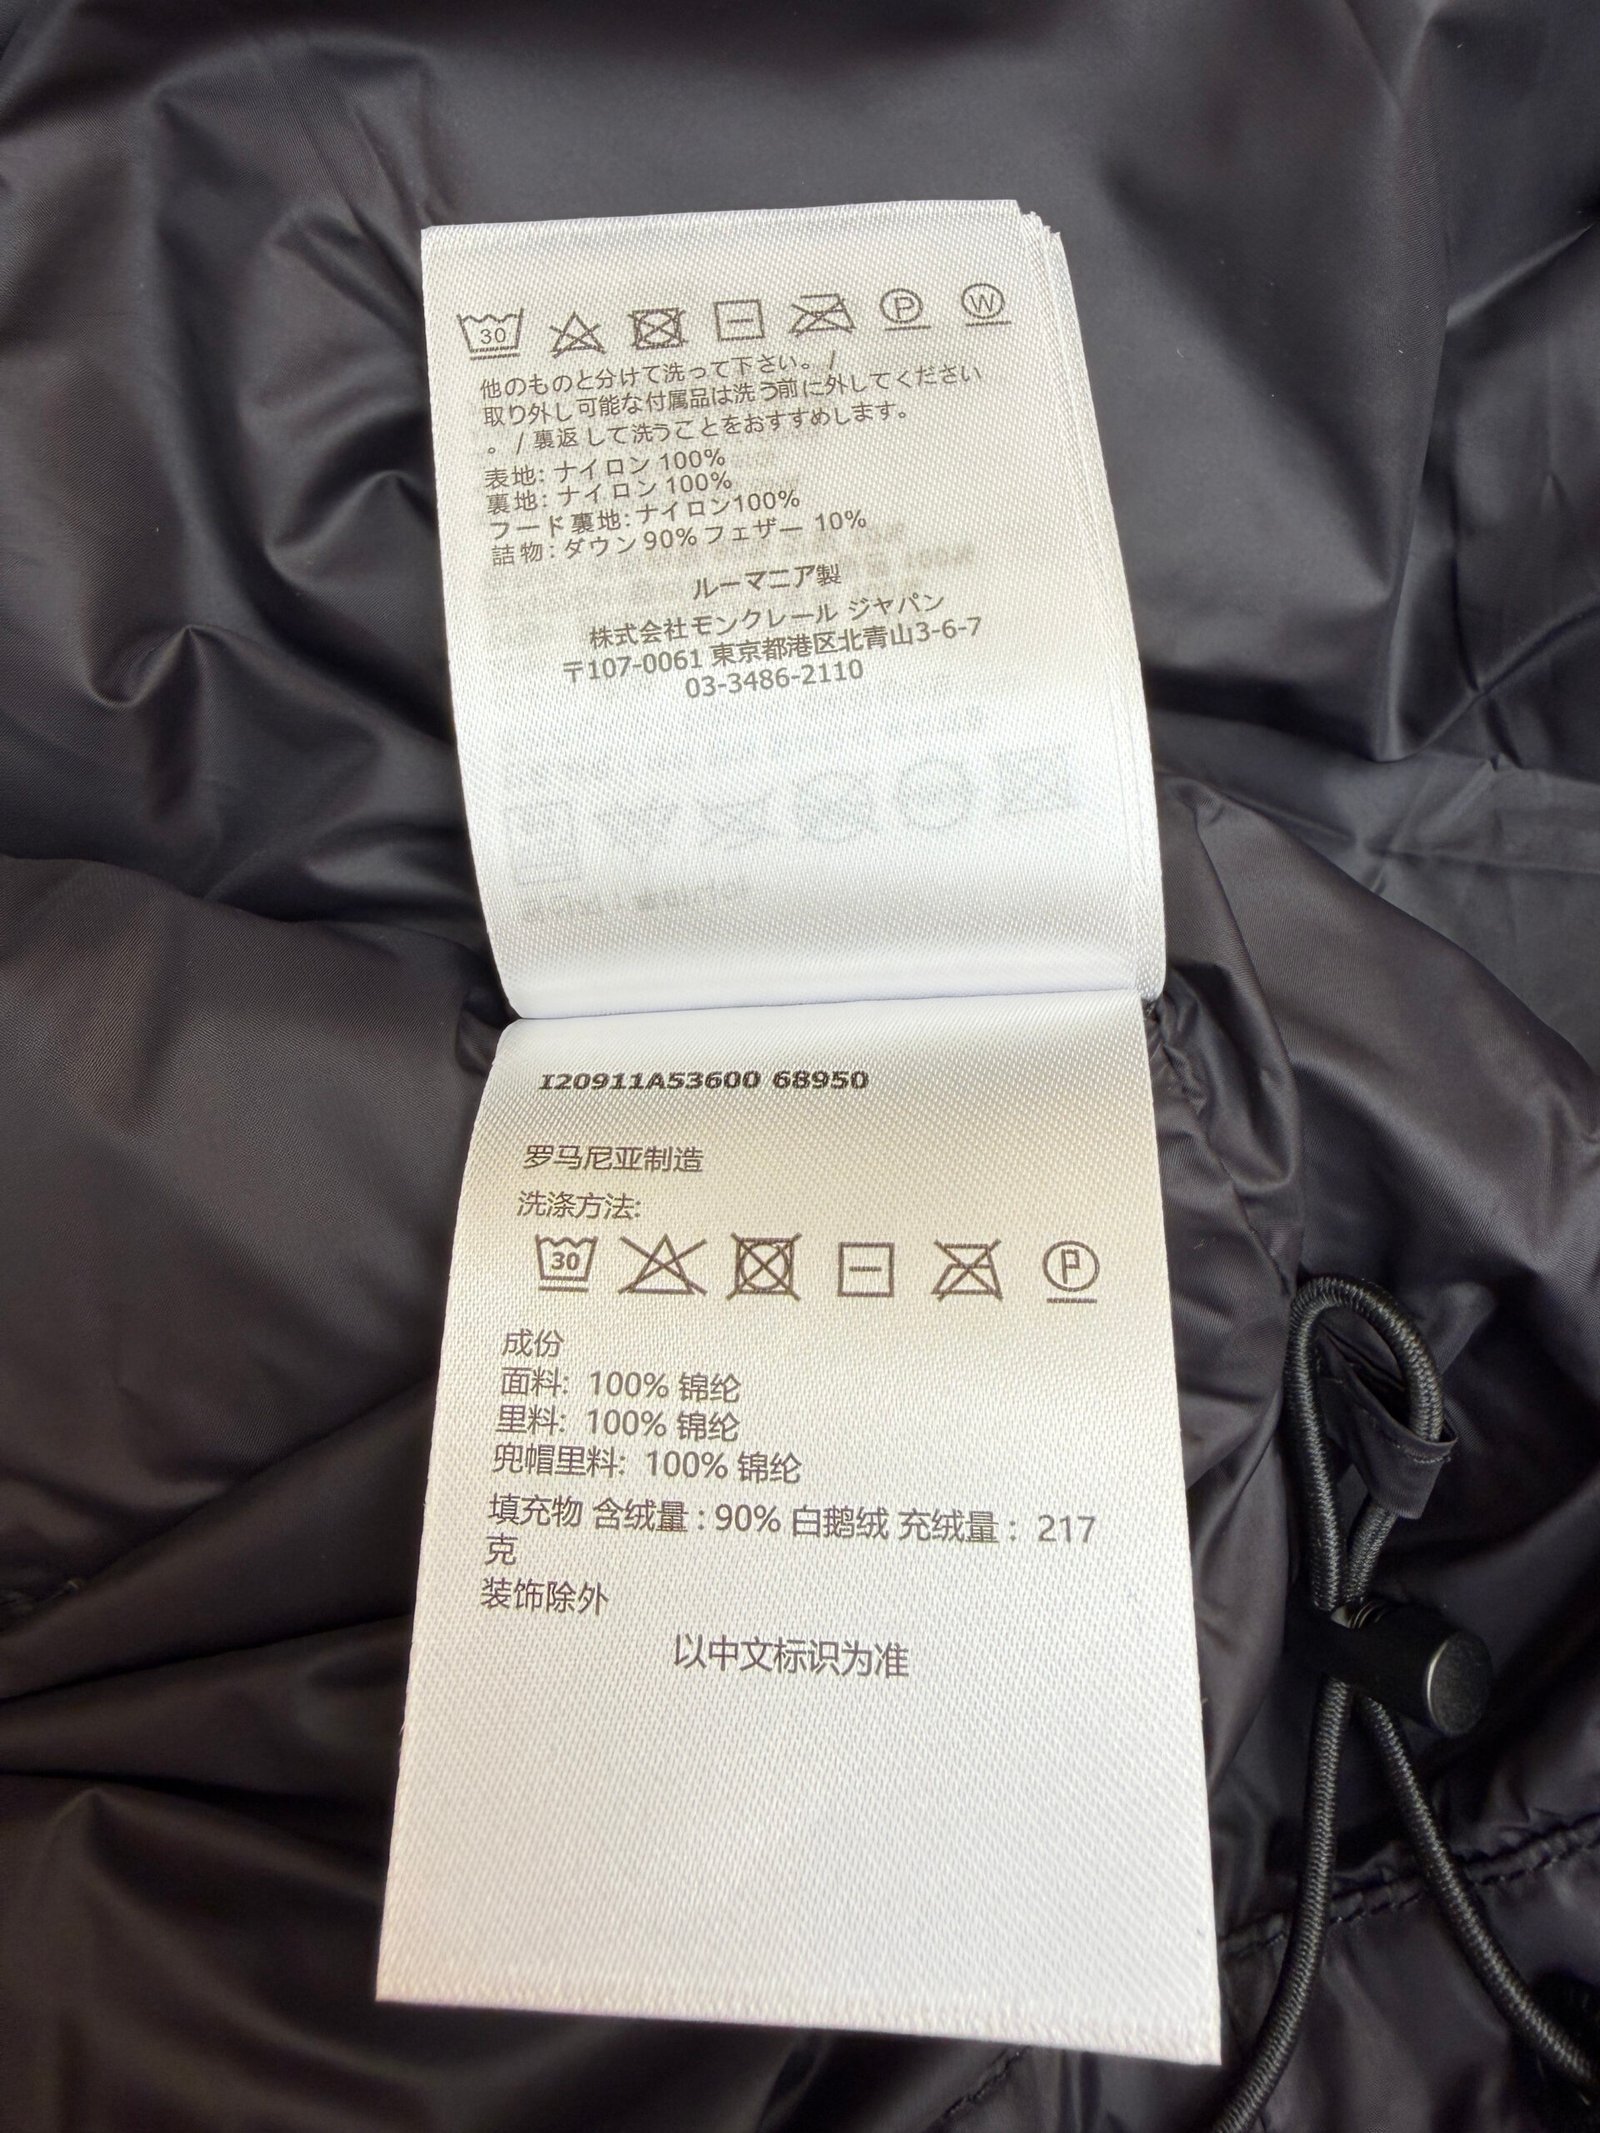 30
P
W
他のものと分けて洗って下さい。/
取り外し可能な付属品は洗う前に外してください
。/ 裏返して洗うことをおすすめします。
表地: ナイロン 100%
裏地: ナイロン 100%
フード裏地: ナイロン100%
詰物: ダウン 90% フェザー 10%
ルーマニア製
株式会社モンクレール ジャパン
〒107-0061 東京都港区北青山3-6-7
03-3486-2110
I20911A53600 68950
罗马尼亚制造
洗涤方法:
30
P
成份
面料: 100% 锦纶
里料: 100% 锦纶
兜帽里料: 100% 锦纶
填充物 含绒量 : 90% 白鹅绒 充绒量 : 217
克
装饰除外
以中文标识为准